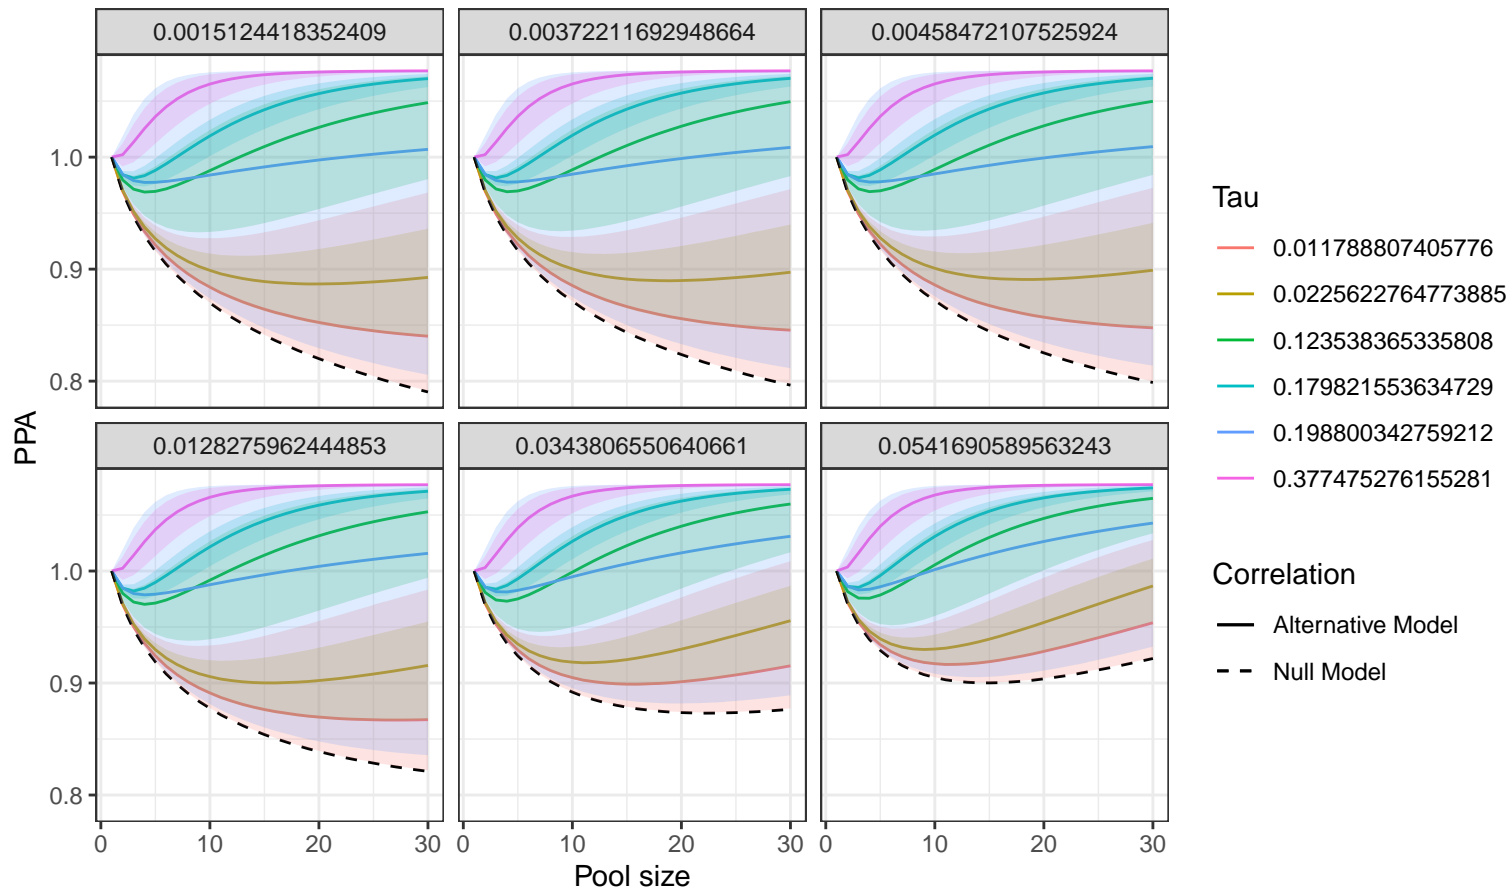 0.0015124418352409
0.00372211692948664
0.00458472107525924
1.0
0.9
0.8
PPA
0.0128275962444853
0.0343806550640661
0.0541690589563243
1.0
0.9
0.8
0 10 20 30
0 10 20 30
0 10 20 30
Pool size
Tau
0.011788807405776
0.0225622764773885
0.123538365335808
0.179821553634729
0.198800342759212
0.377475276155281
Correlation
Alternative Model
Null Model